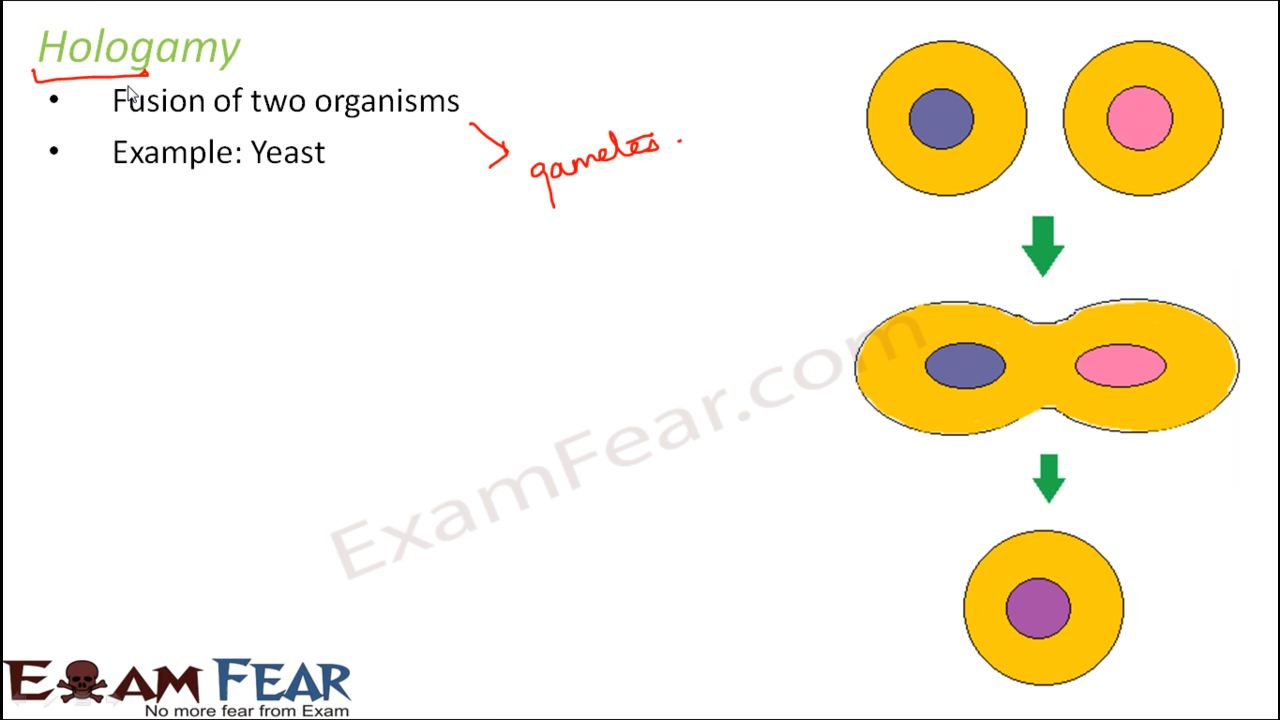 Hologamy
• Fusion of two organisms
• Example: Yeast
gametes.
ExamFear.com
EXAM FEAR
No more fear from Exam